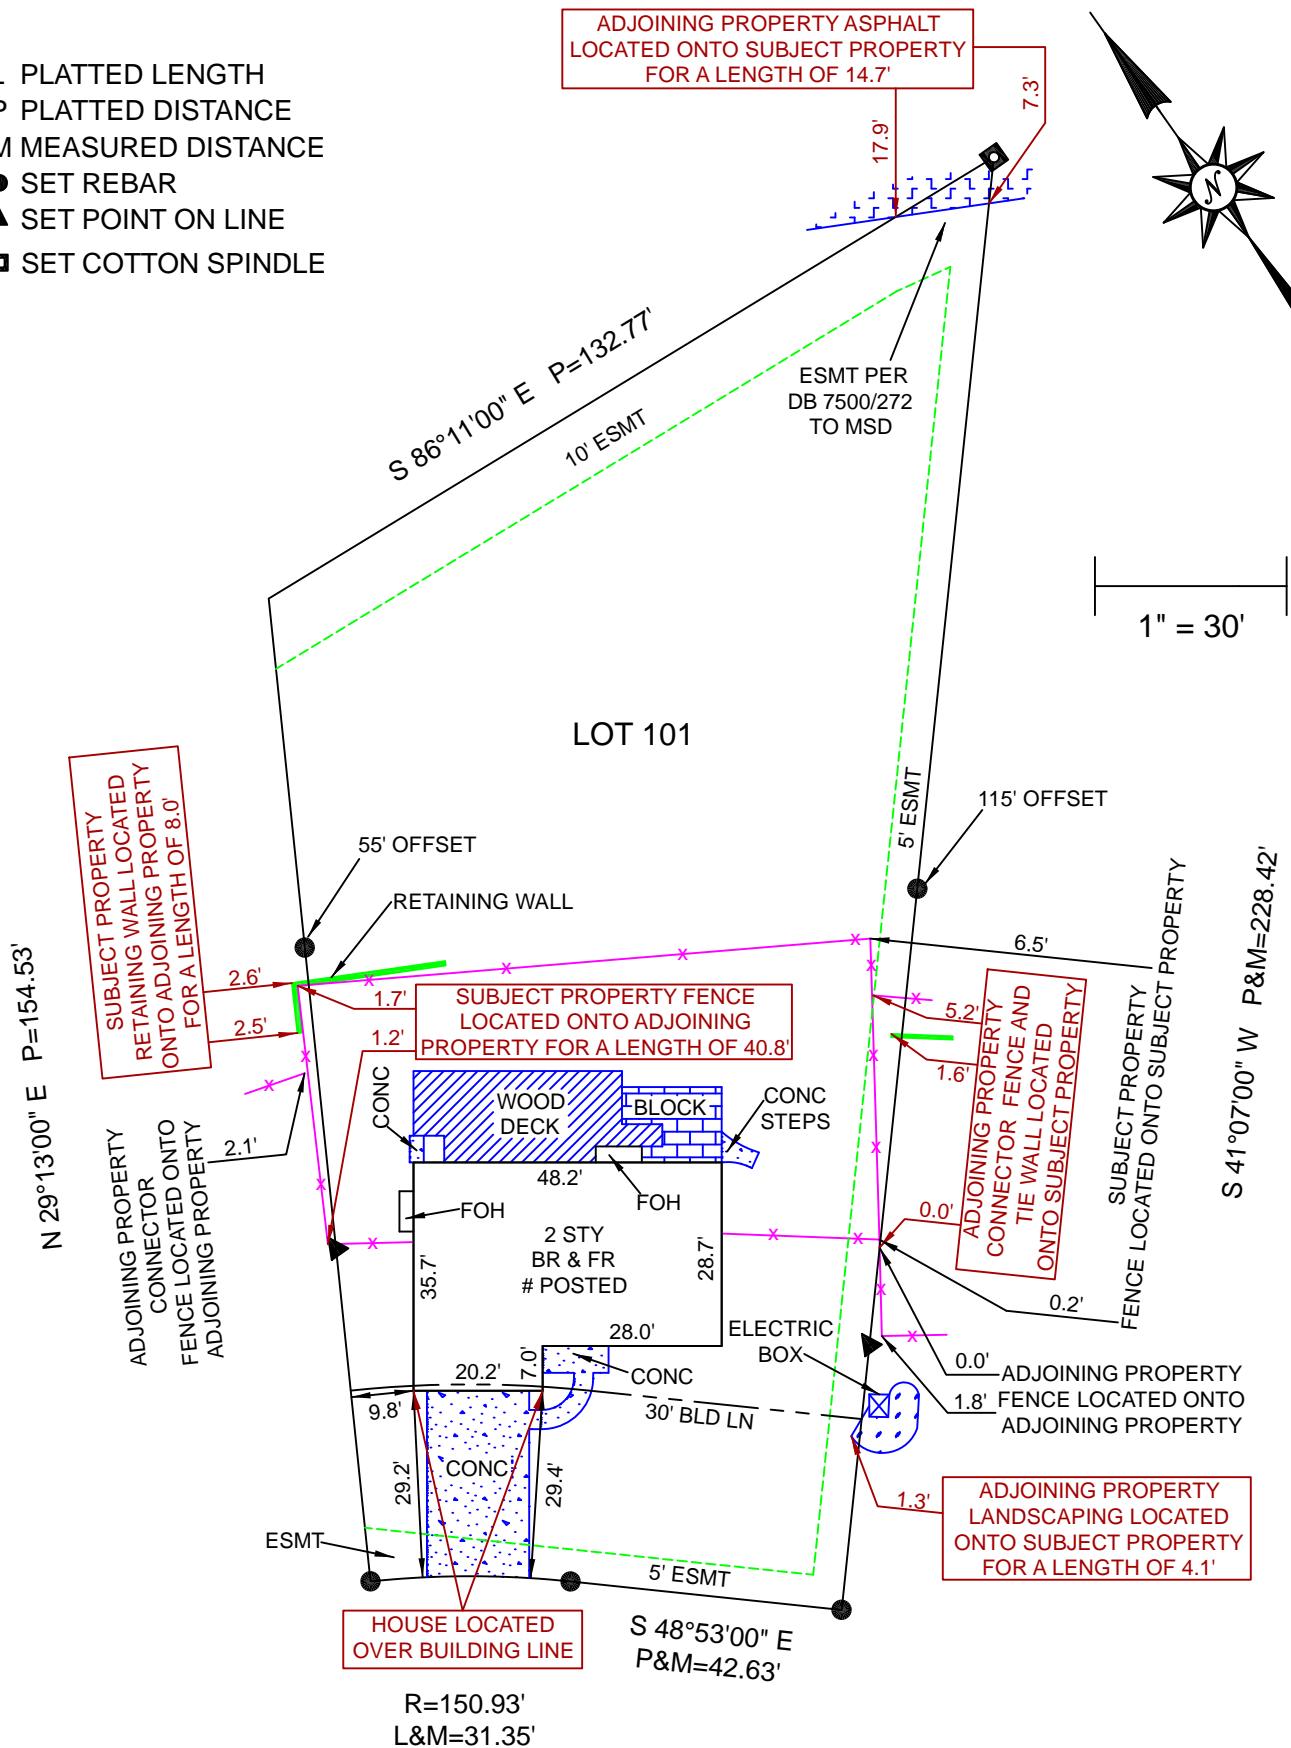 L PLATTED LENGTH
P PLATTED DISTANCE
M MEASURED DISTANCE
SET REBAR
SET POINT ON LINE
SET COTTON SPINDLE
ADJOINING PROPERTY ASPHALT
LOCATED ONTO SUBJECT PROPERTY
FOR A LENGTH OF 14.7'
17.9'
7.3'
N
S 86°11'00" E P=132.77'
10' ESMT
ESMT PER
DB 7500/272
TO MSD
1" = 30'
LOT 101
5' ESMT
115' OFFSET
55' OFFSET
RETAINING WALL
SUBJECT PROPERTY
RETAINING WALL LOCATED
ONTO ADJOINING PROPERTY
FOR A LENGTH OF 8.0'
2.6'
2.5'
1.7'
1.2'
SUBJECT PROPERTY FENCE
LOCATED ONTO ADJOINING
PROPERTY FOR A LENGTH OF 40.8'
6.5'
SUBJECT PROPERTY
FENCE LOCATED ONTO SUBJECT PROPERTY
S 41°07'00" W P&M=228.42'
N 29°13'00" E P=154.53'
5.2'
1.6'
0.0'
ADJOINING PROPERTY
CONNECTOR FENCE AND
TIE WALL LOCATED
ONTO SUBJECT PROPERTY
CONC
WOOD
DECK
BLOCK
CONC
STEPS
2.1'
ADJOINING PROPERTY
CONNECTOR
FENCE LOCATED ONTO
ADJOINING PROPERTY
48.2'
FOH
FOH
2 STY
BR & FR
# POSTED
35.7'
28.7'
28.0'
0.2'
ELECTRIC
BOX
0.0'
1.8'
ADJOINING PROPERTY
FENCE LOCATED ONTO
ADJOINING PROPERTY
20.2'
7.0'
CONC
9.8'
30' BLD LN
29.2'
CONC
29.4'
1.3'
ADJOINING PROPERTY
LANDSCAPING LOCATED
ONTO SUBJECT PROPERTY
FOR A LENGTH OF 4.1'
ESMT
5' ESMT
HOUSE LOCATED
OVER BUILDING LINE
S 48°53'00" E
P&M=42.63'
R=150.93'
L&M=31.35'